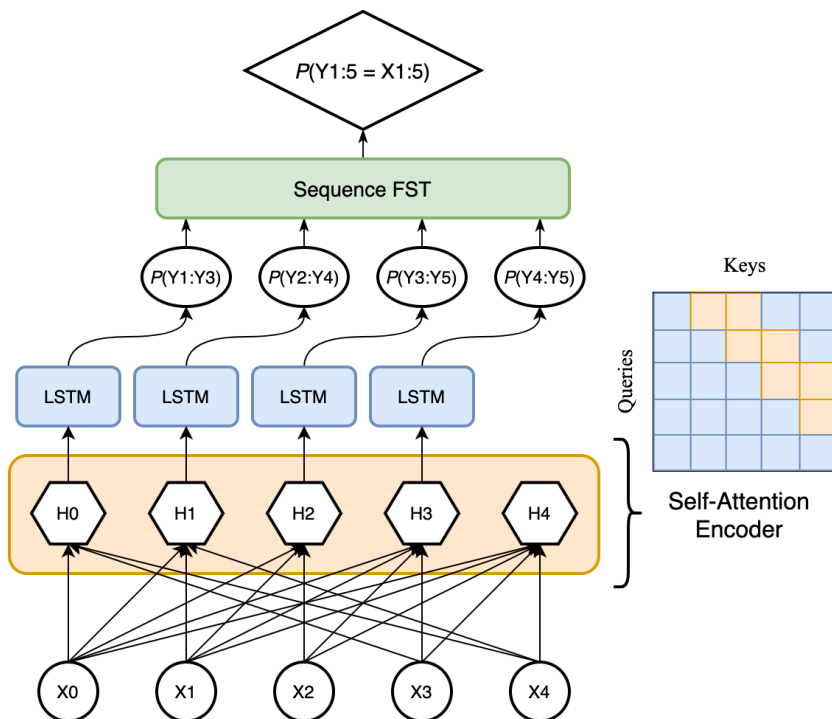 P(Y1:5 = X1:5)
Sequence FST
P(Y1:Y3)
P(Y2:Y4)
P(Y3:Y5)
P(Y4:Y5)
Keys
Queries
LSTM
LSTM
LSTM
LSTM
H0
H1
H2
H3
H4
Self-Attention
Encoder
X0
X1
X2
X3
X4